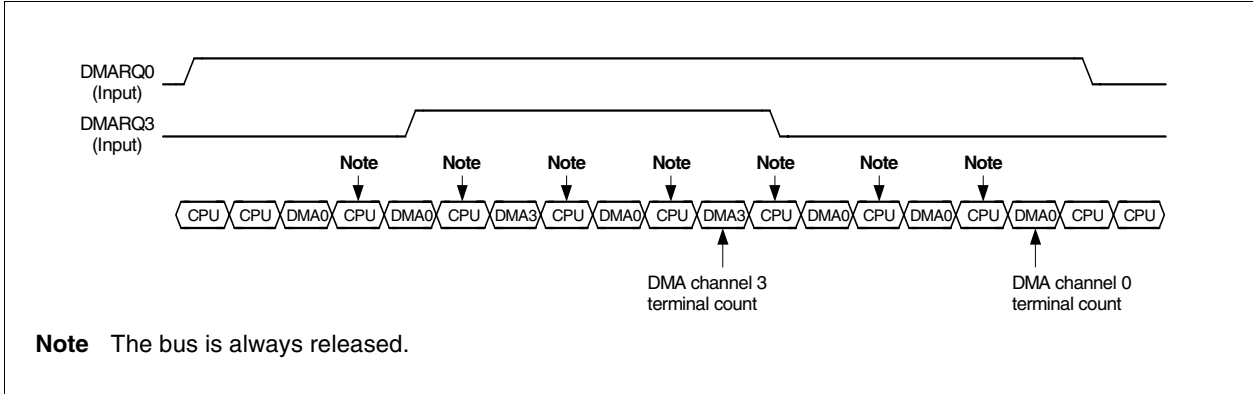 DMARQ0
(Input)
DMARQ3
(Input)
Note Note Note Note Note Note Note
CPU CPU DMA0 CPU DMA0 CPU DMA3 CPU DMA0 CPU DMA3 CPU DMA0 CPU DMA0 CPU DMA0 CPU CPU
DMA channel 3
terminal count
DMA channel 0
terminal count
Note The bus is always released.